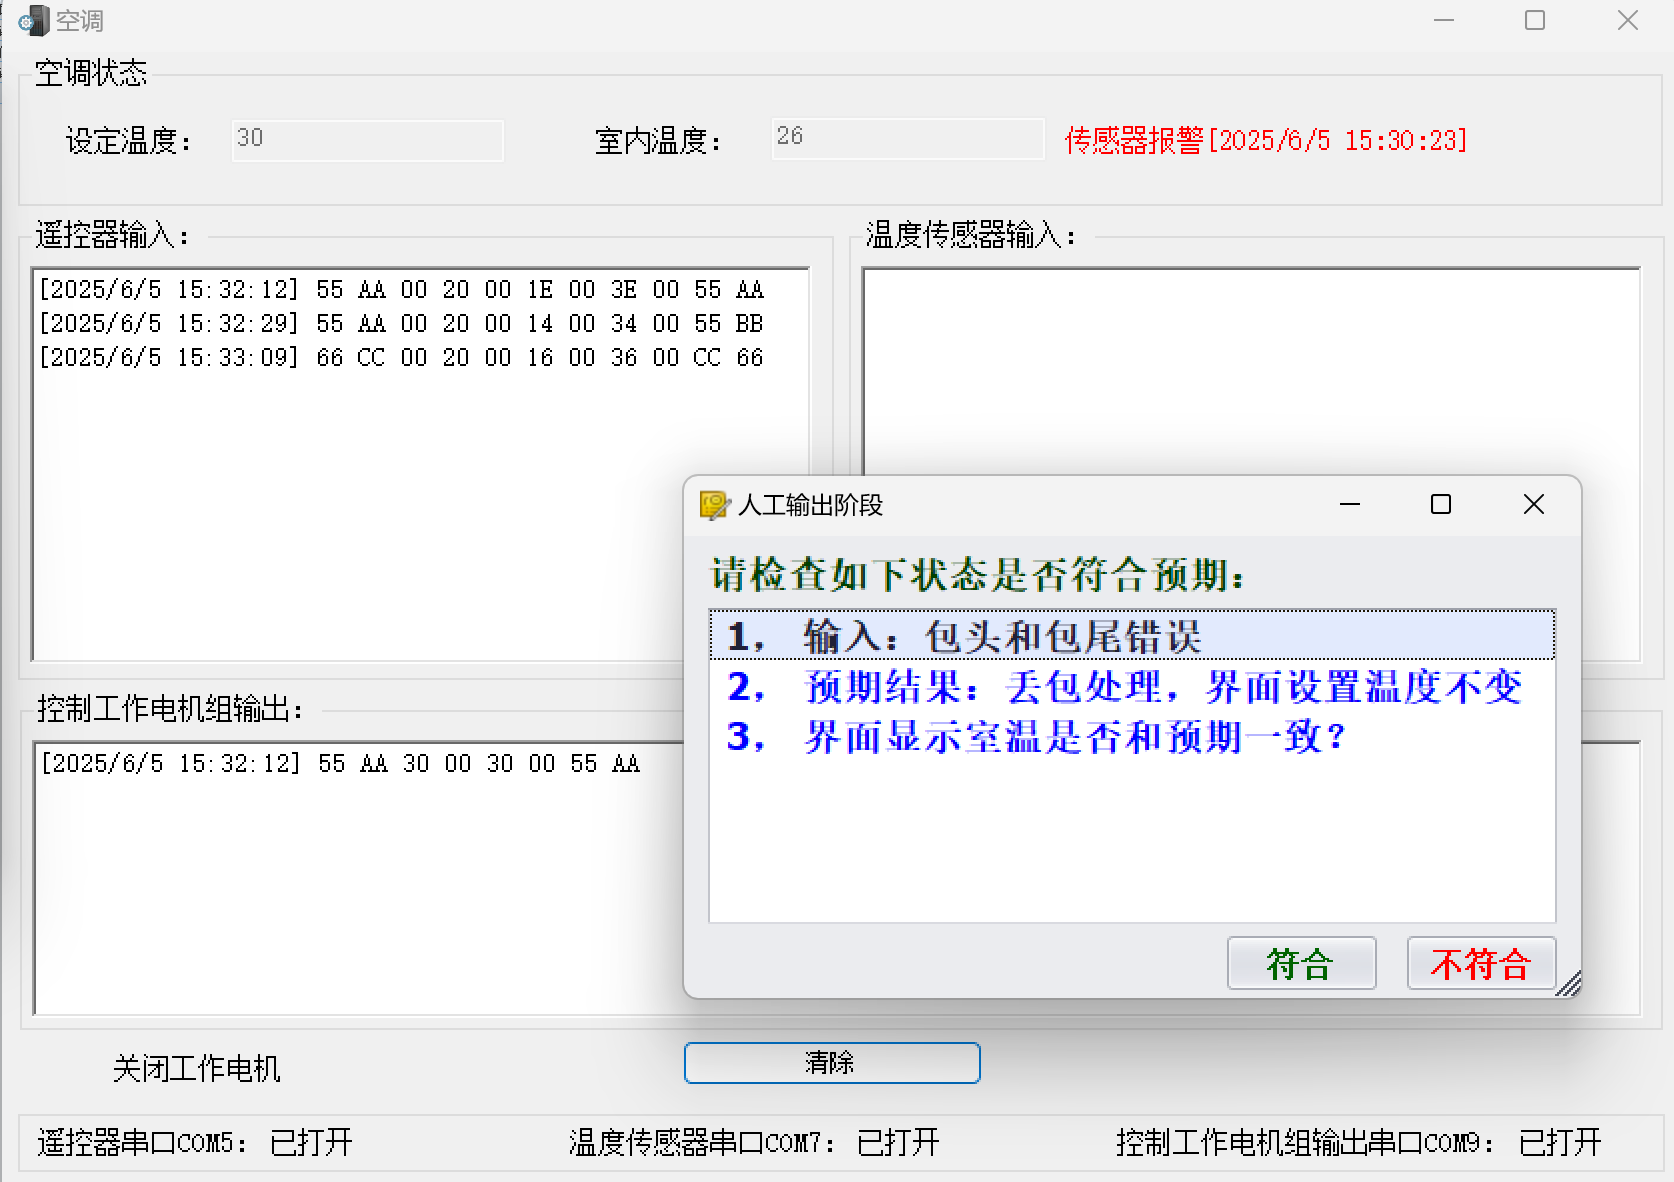 空调
空调状态
设定温度： 30 室内温度： 26 传感器报警[2025/6/5 15:30:23]
遥控器输入：
[2025/6/5 15:32:12] 55 AA 00 20 00 1E 00 3E 00 55 AA
[2025/6/5 15:32:29] 55 AA 00 20 00 14 00 34 00 55 BB
[2025/6/5 15:33:09] 66 CC 00 20 00 16 00 36 00 CC 66
温度传感器输入：
人工输出阶段
请检查如下状态是否符合预期：
1， 输入：包头和包尾错误
2， 预期结果：丢包处理，界面设置温度不变
3， 界面显示室温是否和预期一致？
符合 不符合
控制工作电机组输出：
[2025/6/5 15:32:12] 55 AA 30 00 30 00 55 AA
关闭工作电机 清除
遥控器串口COM5： 已打开 温度传感器串口COM7： 已打开 控制工作电机组输出串口COM9： 已打开